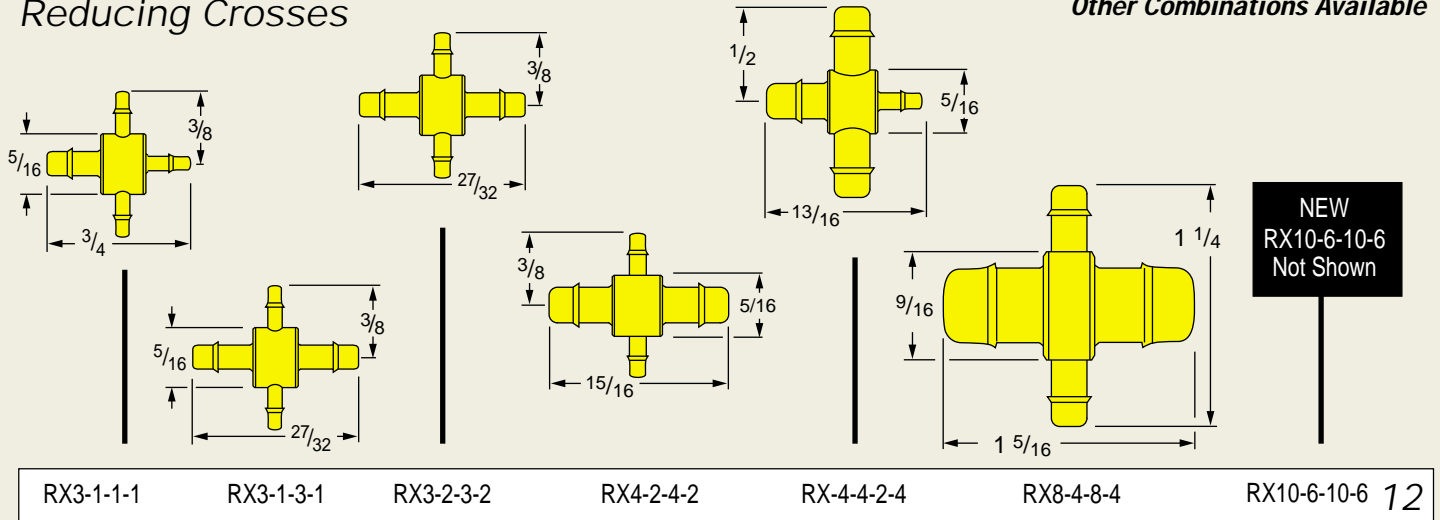 Reducing Crosses
Other Combinations Available
3/8
5/16
3/4
3/8
27/32
1/2
5/16
13/16
3/8
5/16
27/32
3/8
5/16
15/16
9/16
1 1/4
1 5/16
NEW
RX10-6-10-6
Not Shown
RX3-1-1-1 RX3-1-3-1 RX3-2-3-2 RX4-2-4-2 RX-4-4-2-4 RX8-4-8-4 RX10-6-10-6 12